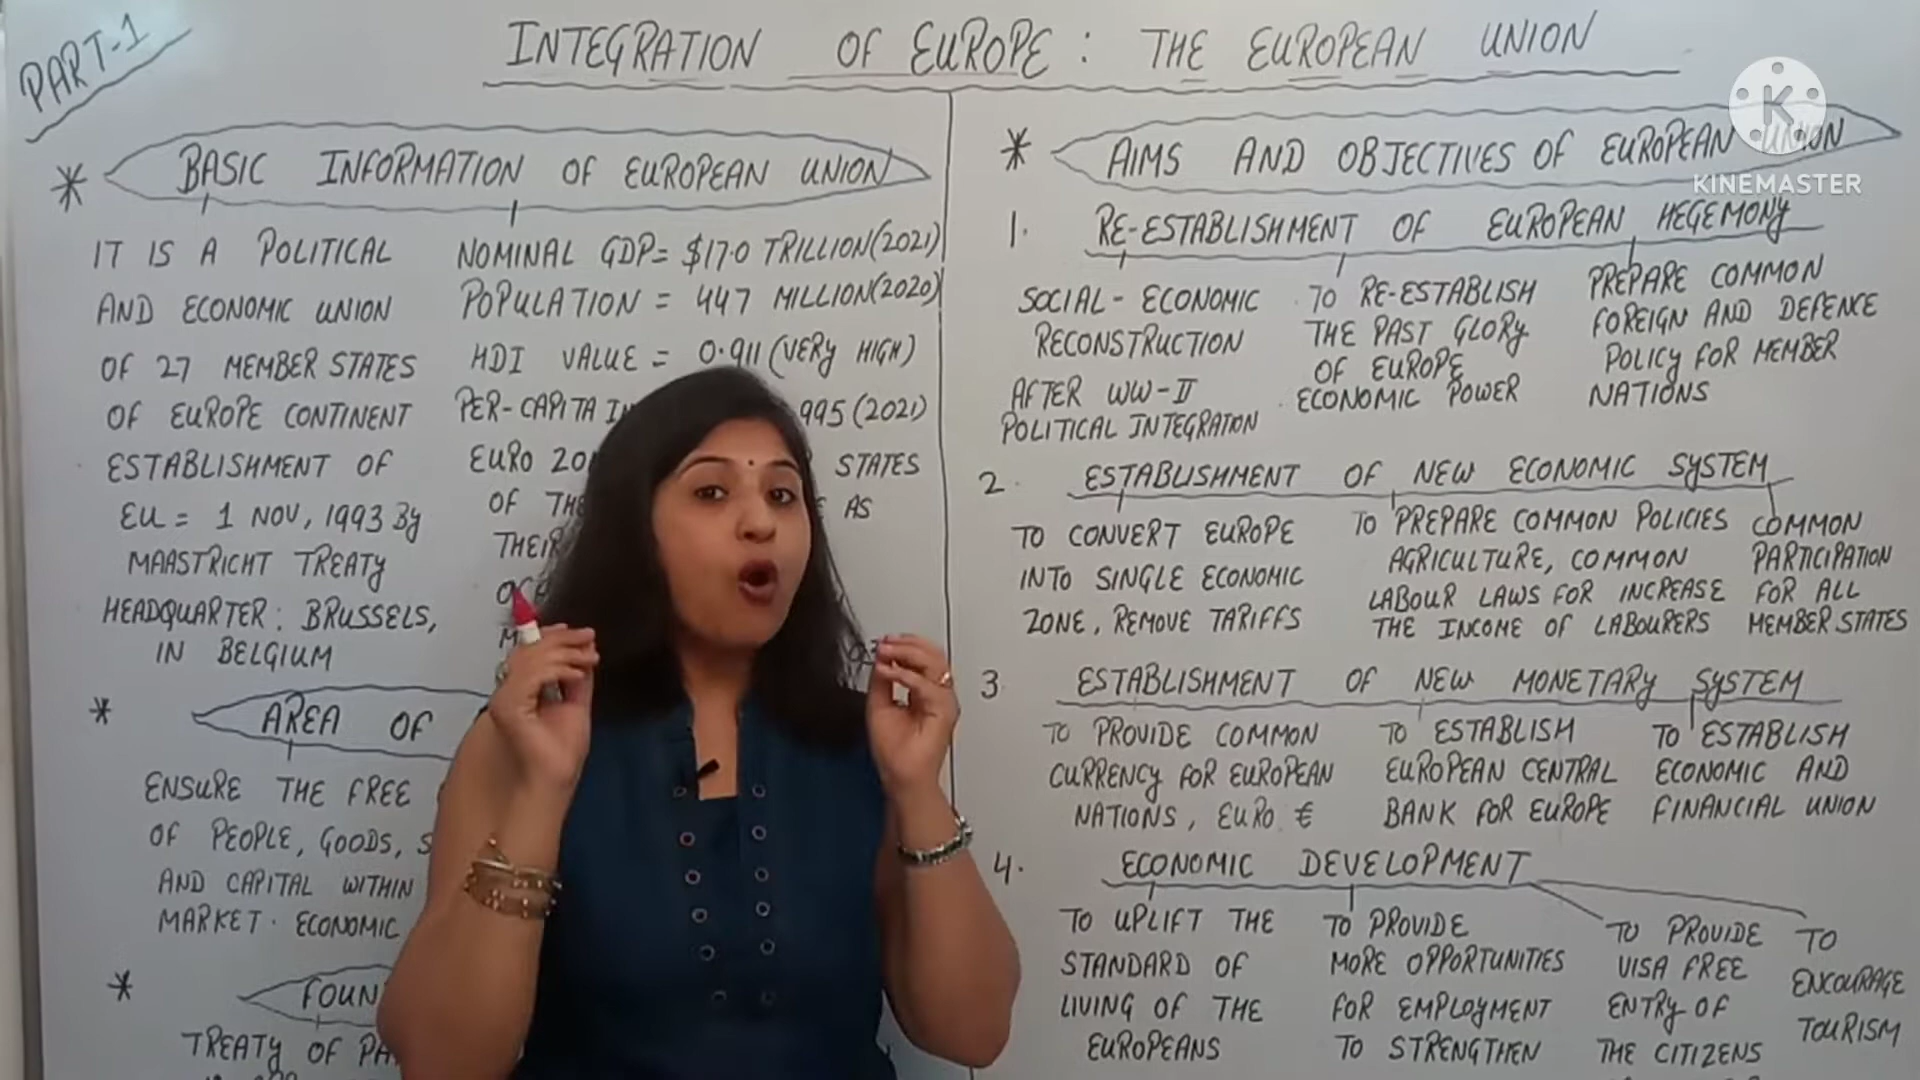 PART-1
INTEGRATION OF EUROPE: THE EUROPEAN UNION
* BASIC INFORMATION OF EUROPEAN UNION
IT IS A POLITICAL
AND ECONOMIC UNION
OF 27 MEMBER STATES
OF EUROPE CONTINENT
ESTABLISHMENT OF
EU = 1 NOV, 1993 By
MAASTRICHT TREATY
HEADQUARTER: BRUSSELS,
IN BELGIUM
NOMINAL GDP= $17.0 TRILLION(2021)
POPULATION = 447 MILLION(2020)
HDI VALUE = 0.911 (VERY HIGH)
PER-CAPITA 995 (2021)
EURO STATES
OF AS
* AREA OF
ENSURE THE FREE
OF PEOPLE, GOODS,
AND CAPITAL WITHIN
MARKET. ECONOMIC
*
TREATY OF
* AIMS AND OBJECTIVES OF EUROPEAN UNION
KINEMASTER
1. RE-ESTABLISHMENT OF EUROPEAN HEGEMONY
SOCIAL-ECONOMIC
RECONSTRUCTION
AFTER WW-II
POLITICAL INTEGRATION
TO RE-ESTABLISH
THE PAST GLORY
OF EUROPE
ECONOMIC POWER
PREPARE COMMON
FOREIGN AND DEFENCE
POLICY FOR MEMBER
NATIONS
2. ESTABLISHMENT OF NEW ECONOMIC SYSTEM
TO CONVERT EUROPE
INTO SINGLE ECONOMIC
ZONE, REMOVE TARIFFS
TO PREPARE COMMON POLICIES
AGRICULTURE, COMMON
LABOUR LAWS FOR INCREASE
THE INCOME OF LABOURERS
COMMON
PARTICIPATION
FOR ALL
MEMBER STATES
3. ESTABLISHMENT OF NEW MONETARY SYSTEM
TO PROVIDE COMMON
CURRENCY FOR EUROPEAN
NATIONS, EURO €
TO ESTABLISH
EUROPEAN CENTRAL
BANK FOR EUROPE
TO ESTABLISH
ECONOMIC AND
FINANCIAL UNION
4. ECONOMIC DEVELOPMENT
TO UPLIFT THE
STANDARD OF
LIVING OF THE
EUROPEANS
TO PROVIDE
MORE OPPORTUNITIES
FOR EMPLOYMENT
TO STRENGTHEN
TO PROVIDE
VISA FREE
ENTRY OF
THE CITIZENS
TO
ENCOURAGE
TOURISM